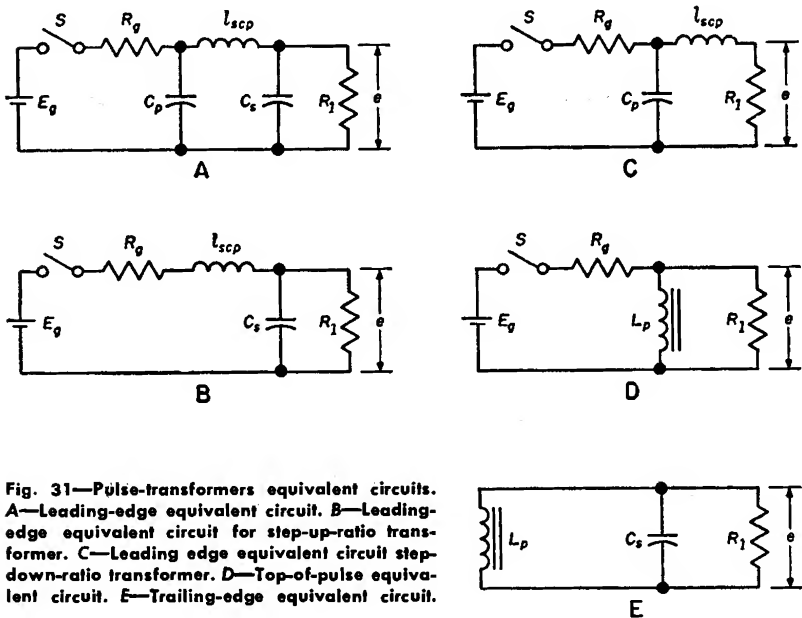 S R_g l_scp
E_g C_p C_s R_1 e
A
S R_g l_scp
E_g C_p R_1 e
C
S R_g l_scp
E_g C_s R_1 e
B
S R_g
E_g L_p R_1 e
D
Fig. 31—Pulse-transformers equivalent circuits.
A—Leading-edge equivalent circuit. B—Leading-
edge equivalent circuit for step-up-ratio trans-
former. C—Leading edge equivalent circuit step-
down-ratio transformer. D—Top-of-pulse equiva-
lent circuit. E—Trailing-edge equivalent circuit.
L_p C_s R_1 e
E